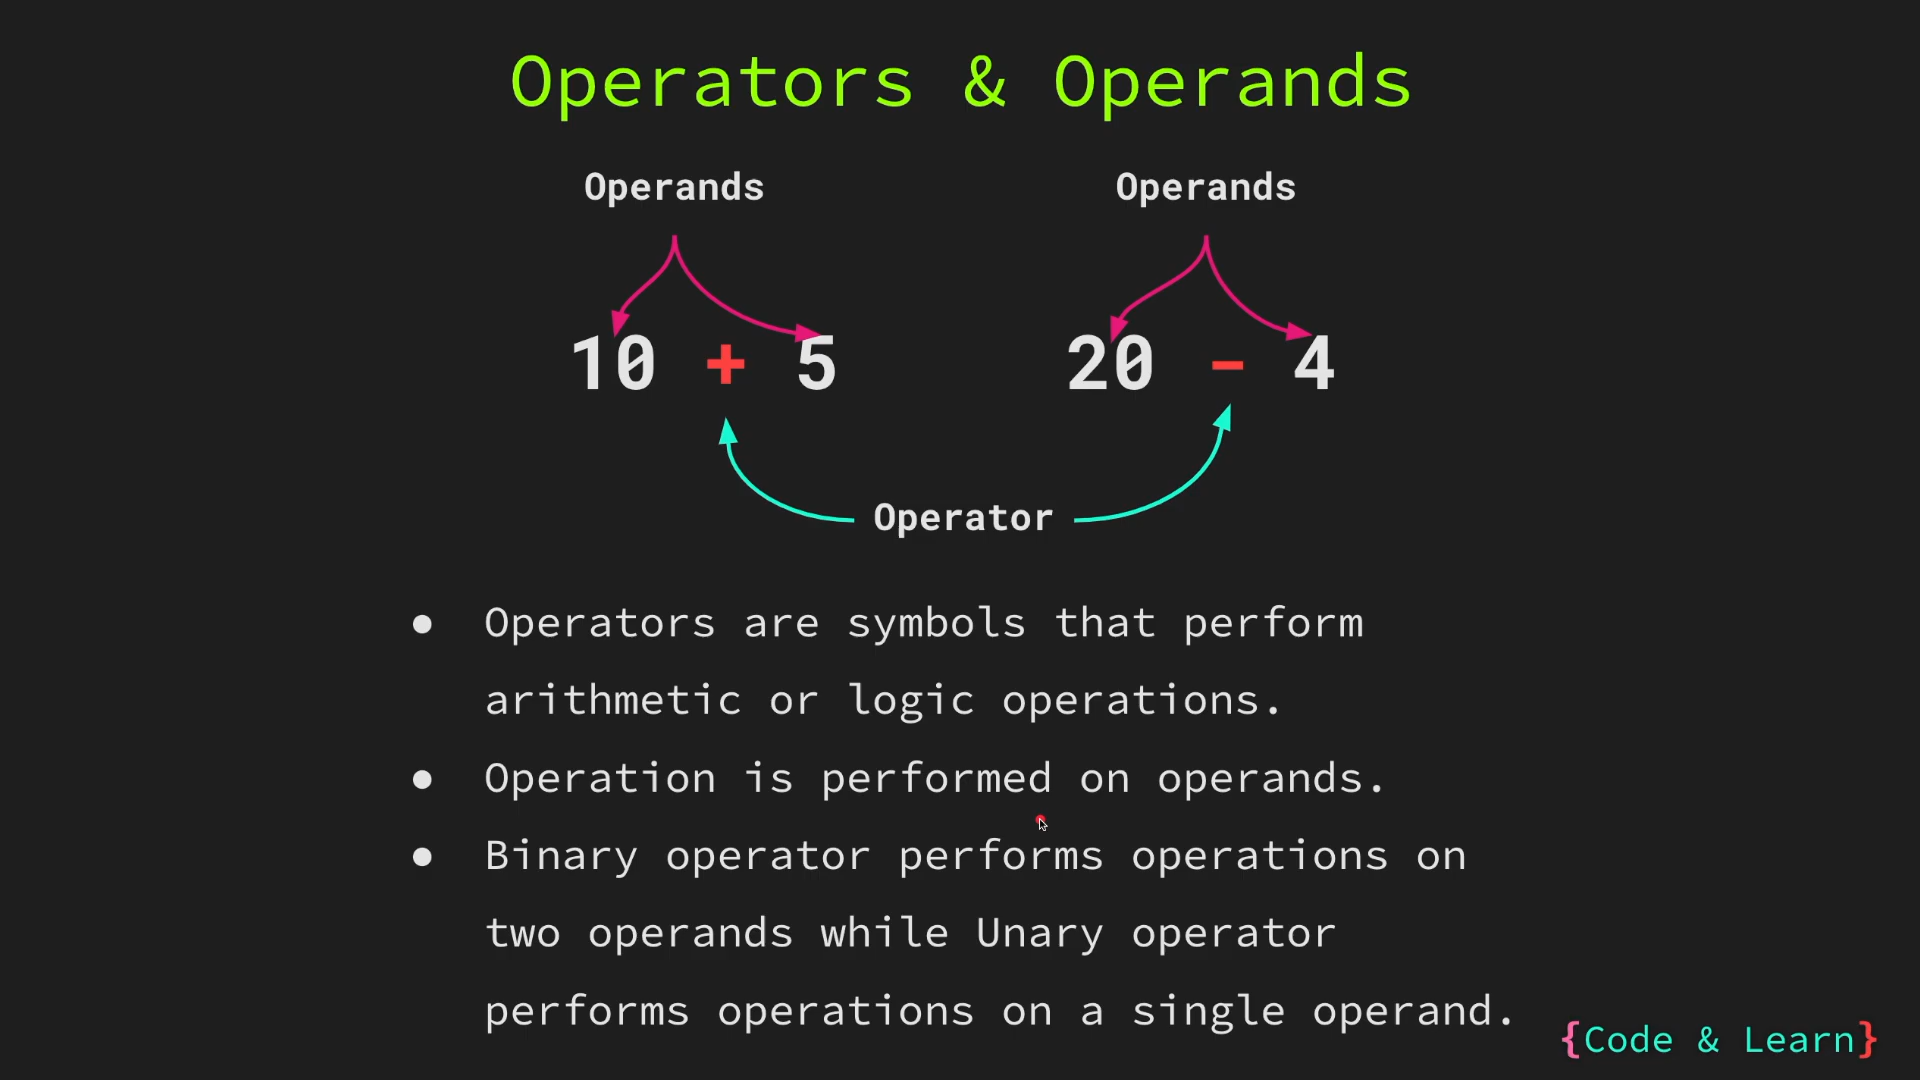 Operators & Operands
Operands Operands
10 + 5 20 - 4
Operator
● Operators are symbols that perform
arithmetic or logic operations.
● Operation is performed on operands.
● Binary operator performs operations on
two operands while Unary operator
performs operations on a single operand.
{Code & Learn}